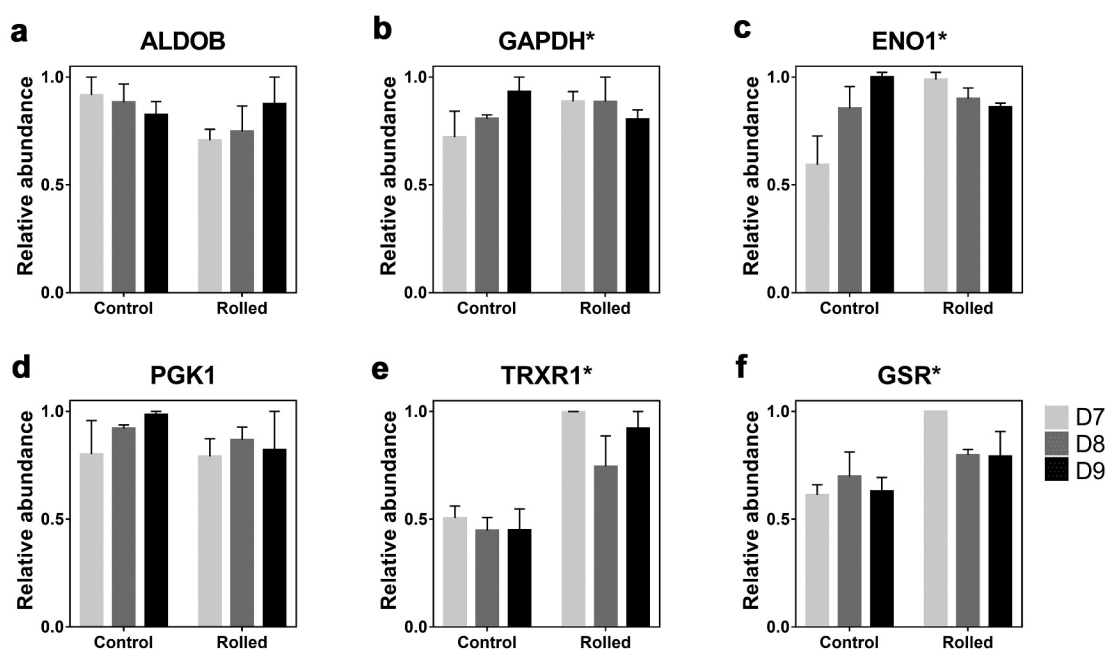 a
ALDOB
Relative abundance
1.0
0.5
0.0
Control
Rolled
b
GAPDH*
Relative abundance
1.0
0.5
0.0
Control
Rolled
c
ENO1*
Relative abundance
1.0
0.5
0.0
Control
Rolled
d
PGK1
Relative abundance
1.0
0.5
0.0
Control
Rolled
e
TRXR1*
Relative abundance
1.0
0.5
0.0
Control
Rolled
f
GSR*
Relative abundance
1.0
0.5
0.0
Control
Rolled
D7
D8
D9